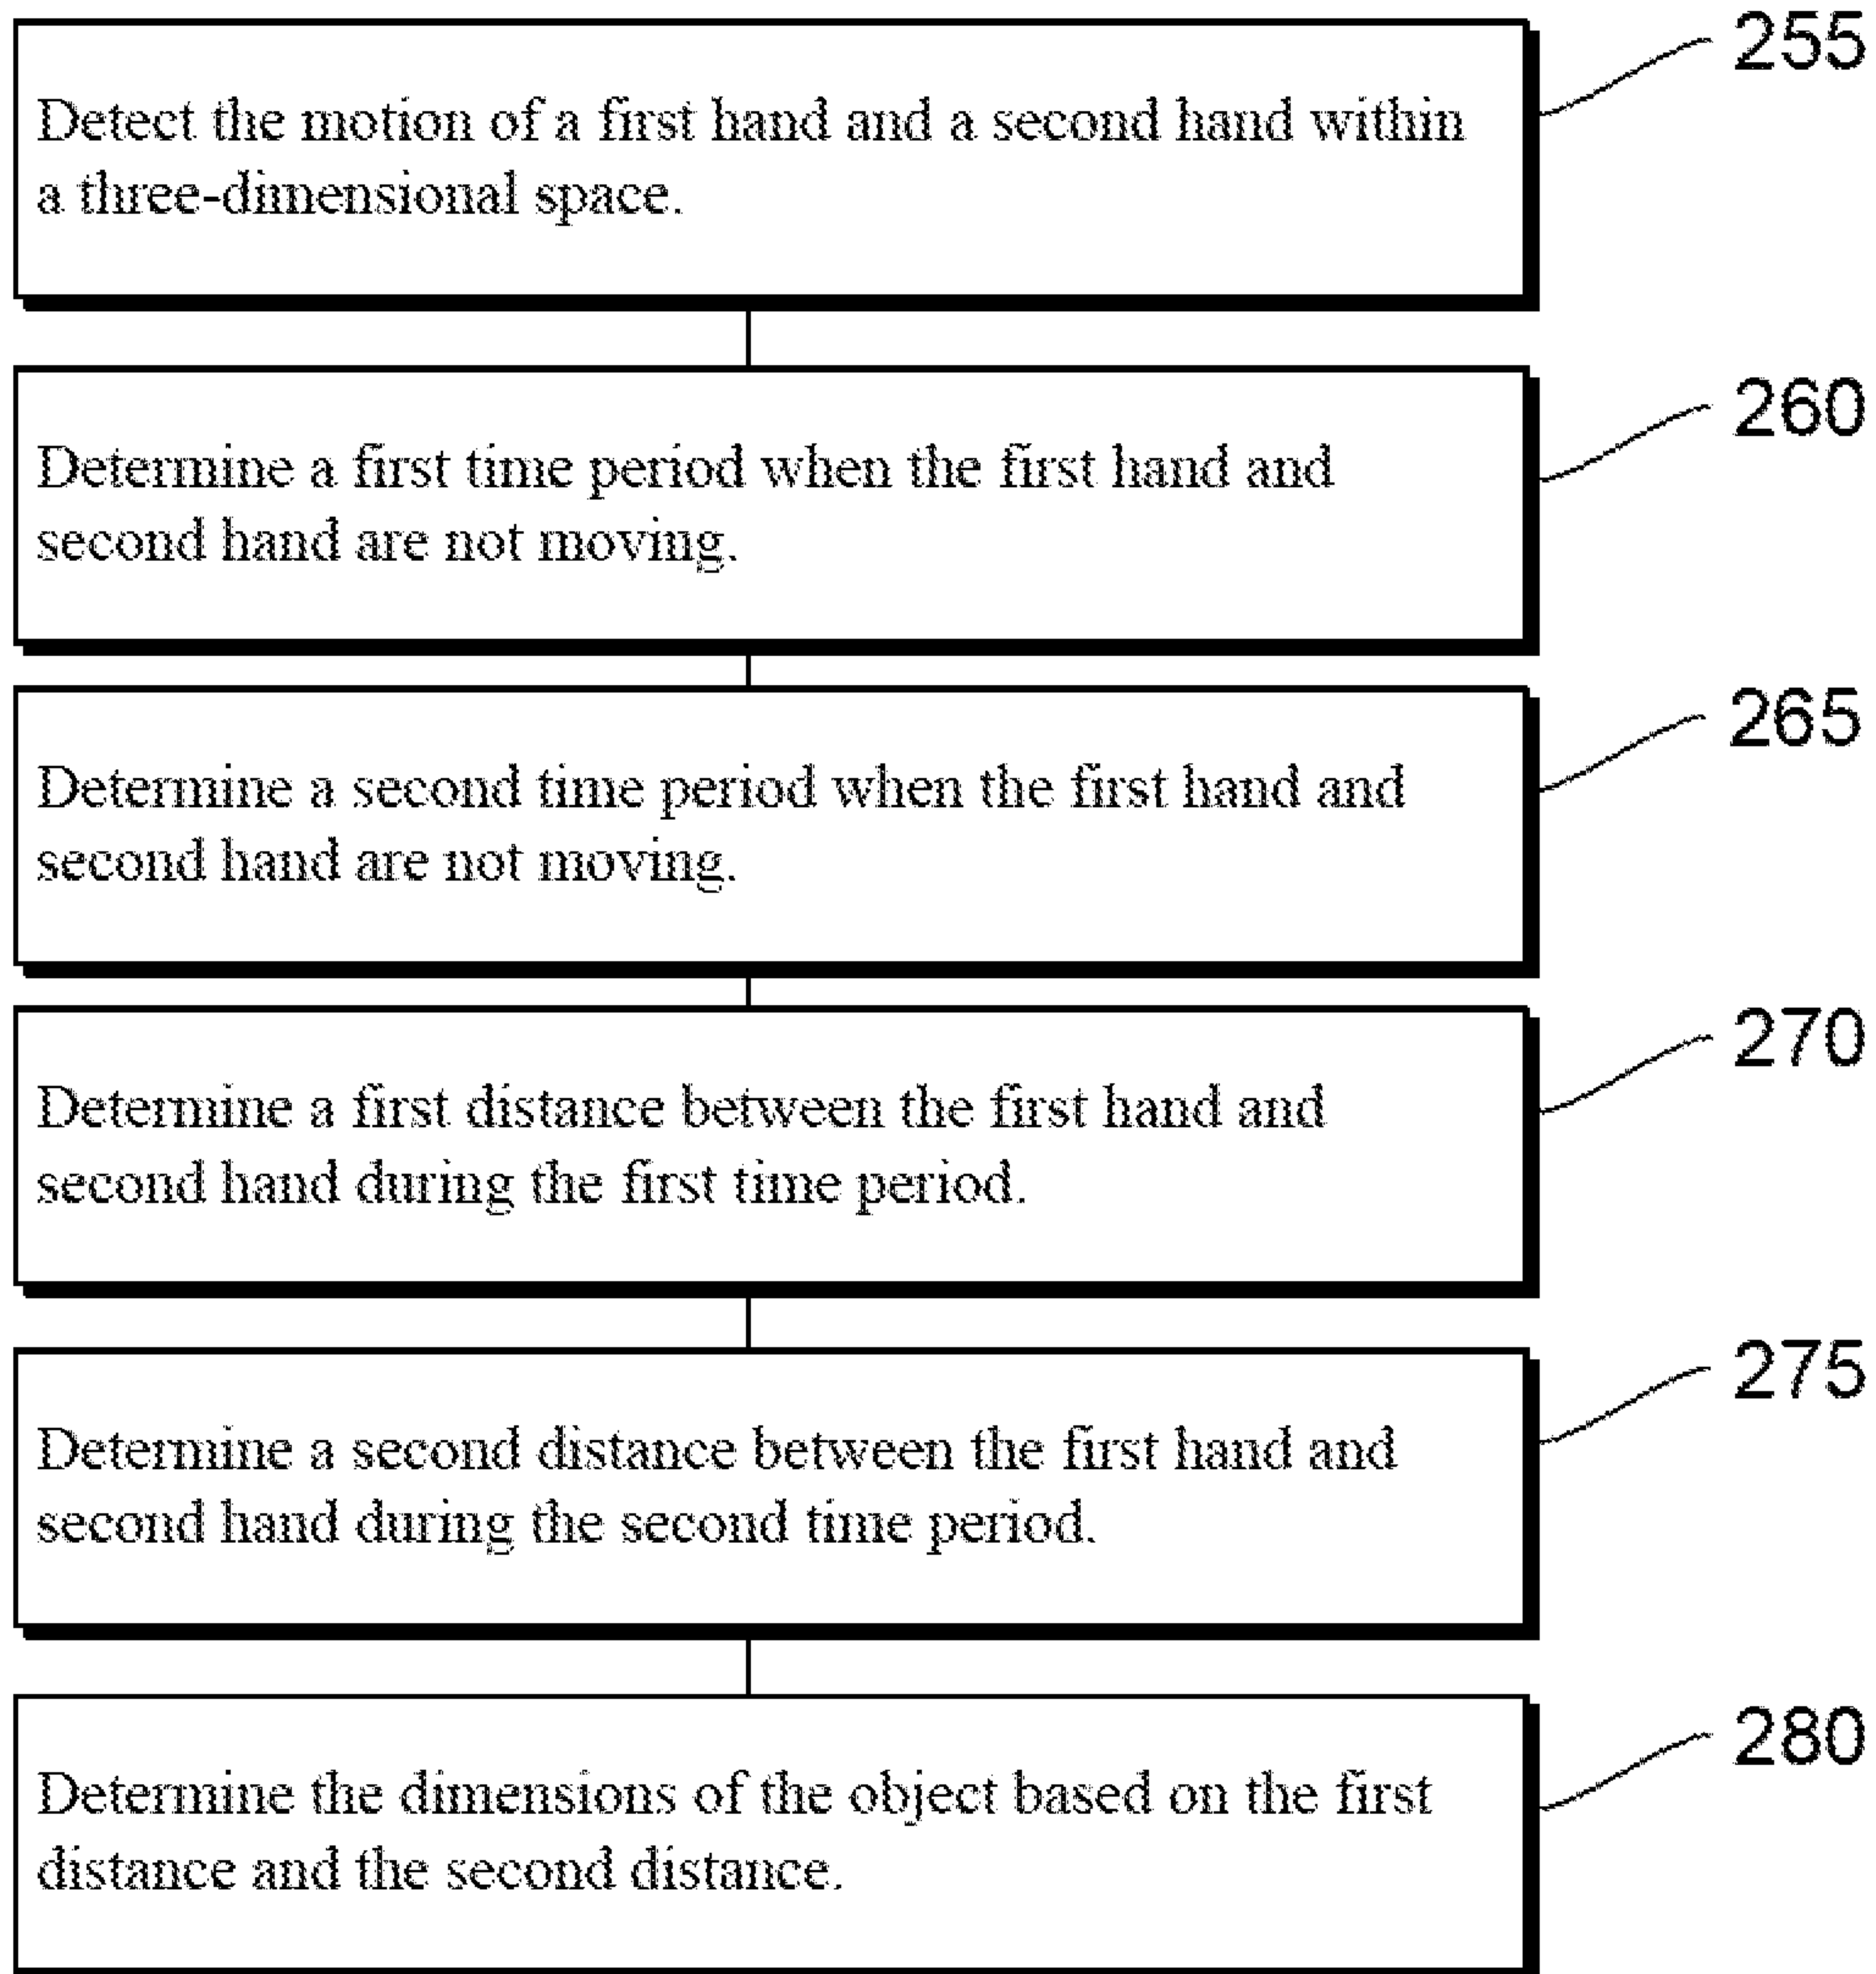 255
Detect the motion of a first hand and a second hand within
a three-dimensional space.
260
Determine a first time period when the first hand and
second hand are not moving.
265
Determine a second time period when the first hand and
second hand are not moving.
270
Determine a first distance between the first hand and
second hand during the first time period.
275
Determine a second distance between the first hand and
second hand during the second time period.
280
Determine the dimensions of the object based on the first
distance and the second distance.